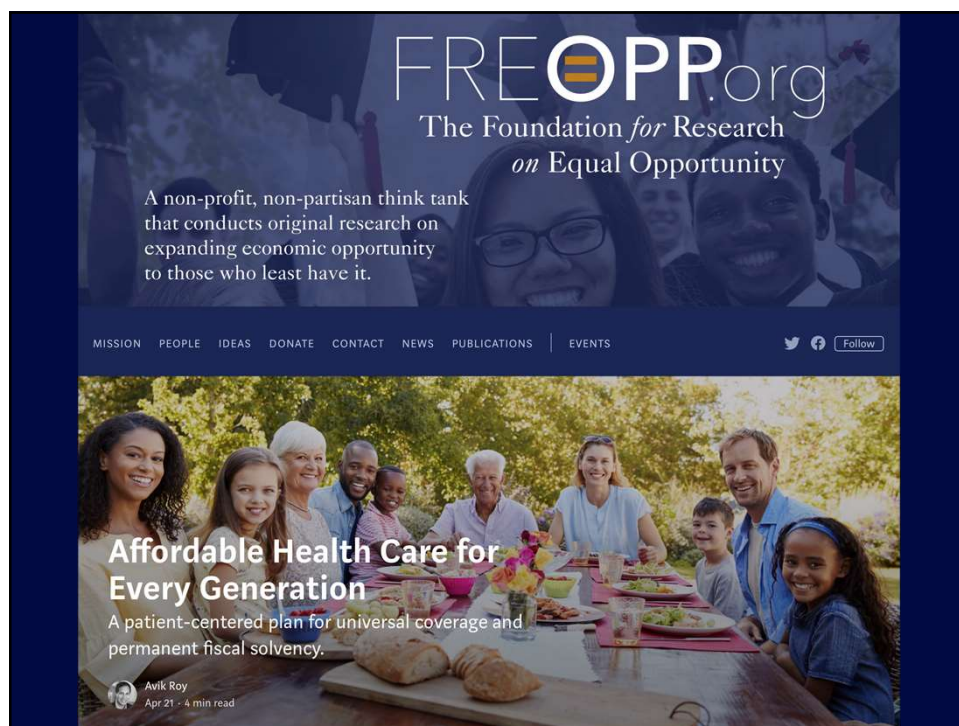 FREOPP.org
The Foundation for Research
on Equal Opportunity
A non-profit, non-partisan think tank
that conducts original research on
expanding economic opportunity
to those who least have it.
MISSION PEOPLE IDEAS DONATE CONTACT NEWS PUBLICATIONS EVENTS Follow
Affordable Health Care for
Every Generation
A patient-centered plan for universal coverage and
permanent fiscal solvency.
Avik Roy
Apr 21 · 4 min read